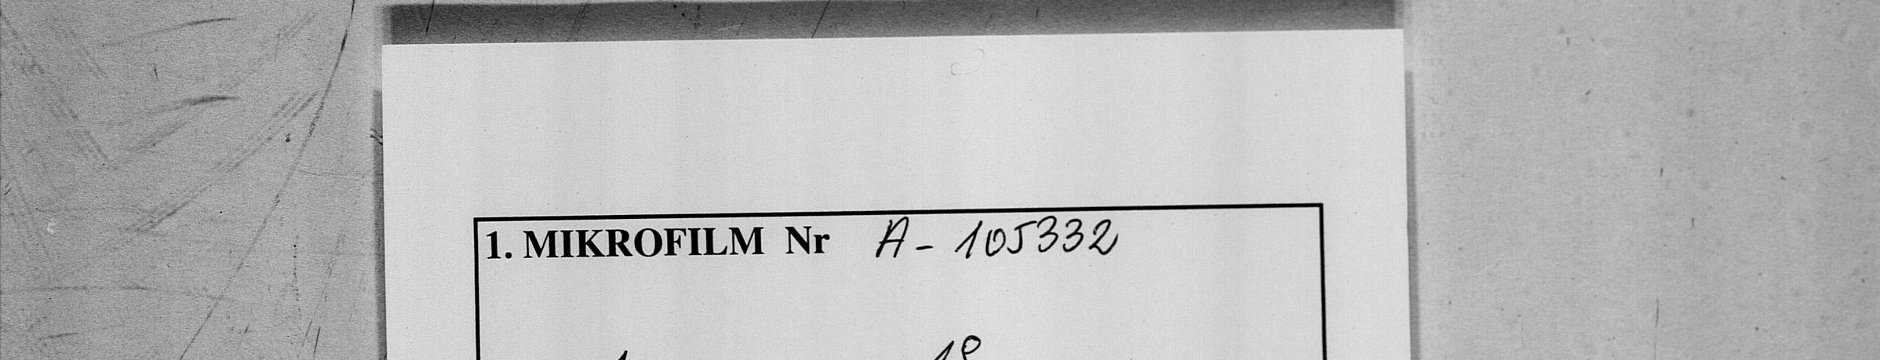 1. MIKROFILM Nr A - 105332